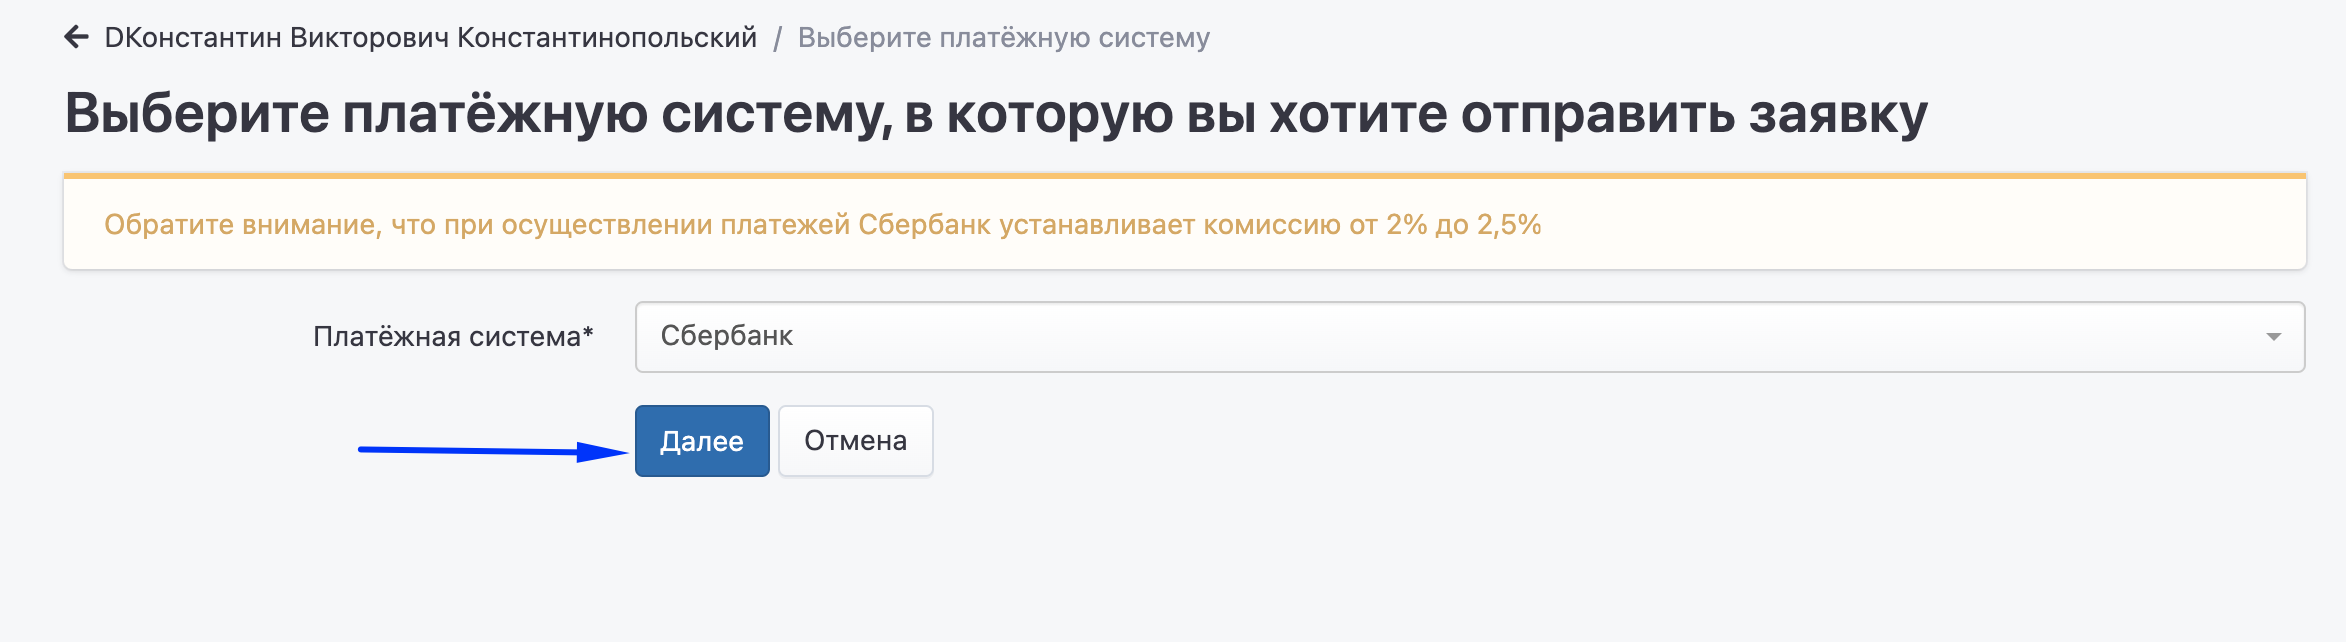 DКонстантин Викторович Константинопольский / Выберите платёжную систему
Выберите платёжную систему, в которую вы хотите отправить заявку
Обратите внимание, что при осуществлении платежей Сбербанк устанавливает комиссию от 2% до 2,5%
Платёжная система* Сбербанк
Далее Отмена